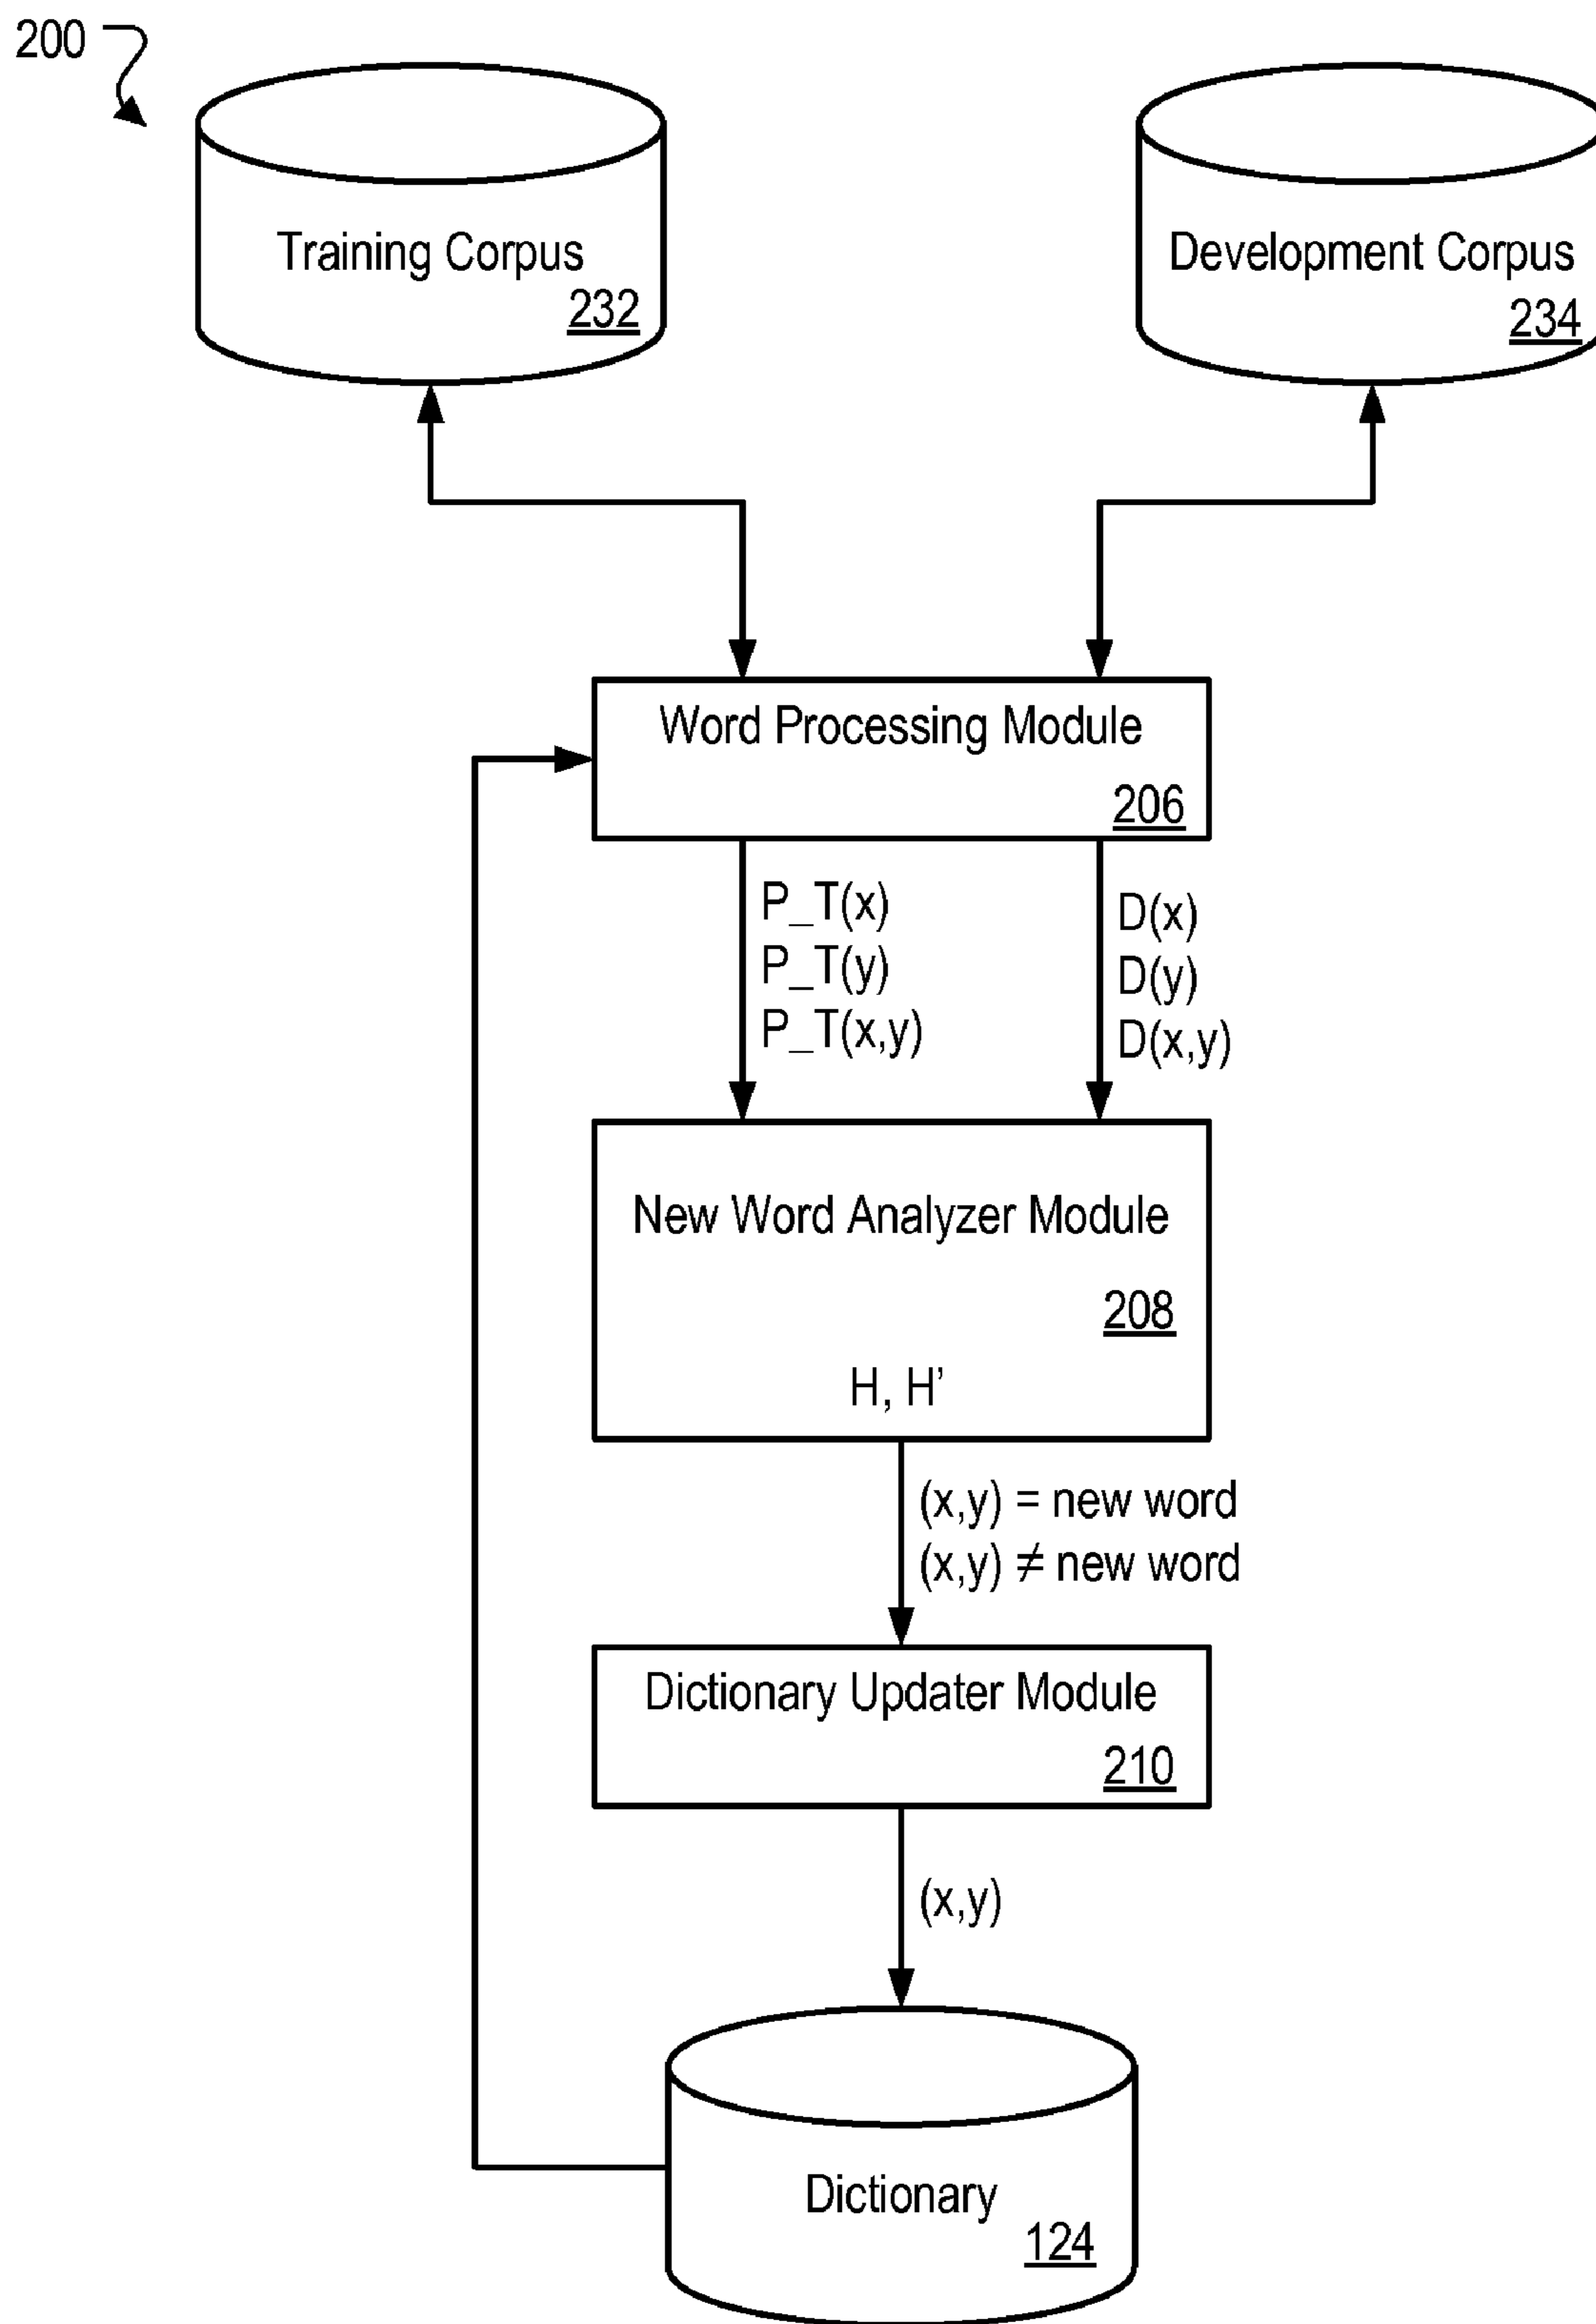 200
Training Corpus
232
Development Corpus
234
Word Processing Module
206
P_T(x)
P_T(y)
P_T(x,y)
D(x)
D(y)
D(x,y)
New Word Analyzer Module
208
H, H’
(x,y) = new word
(x,y) ≠ new word
Dictionary Updater Module
210
(x,y)
Dictionary
124